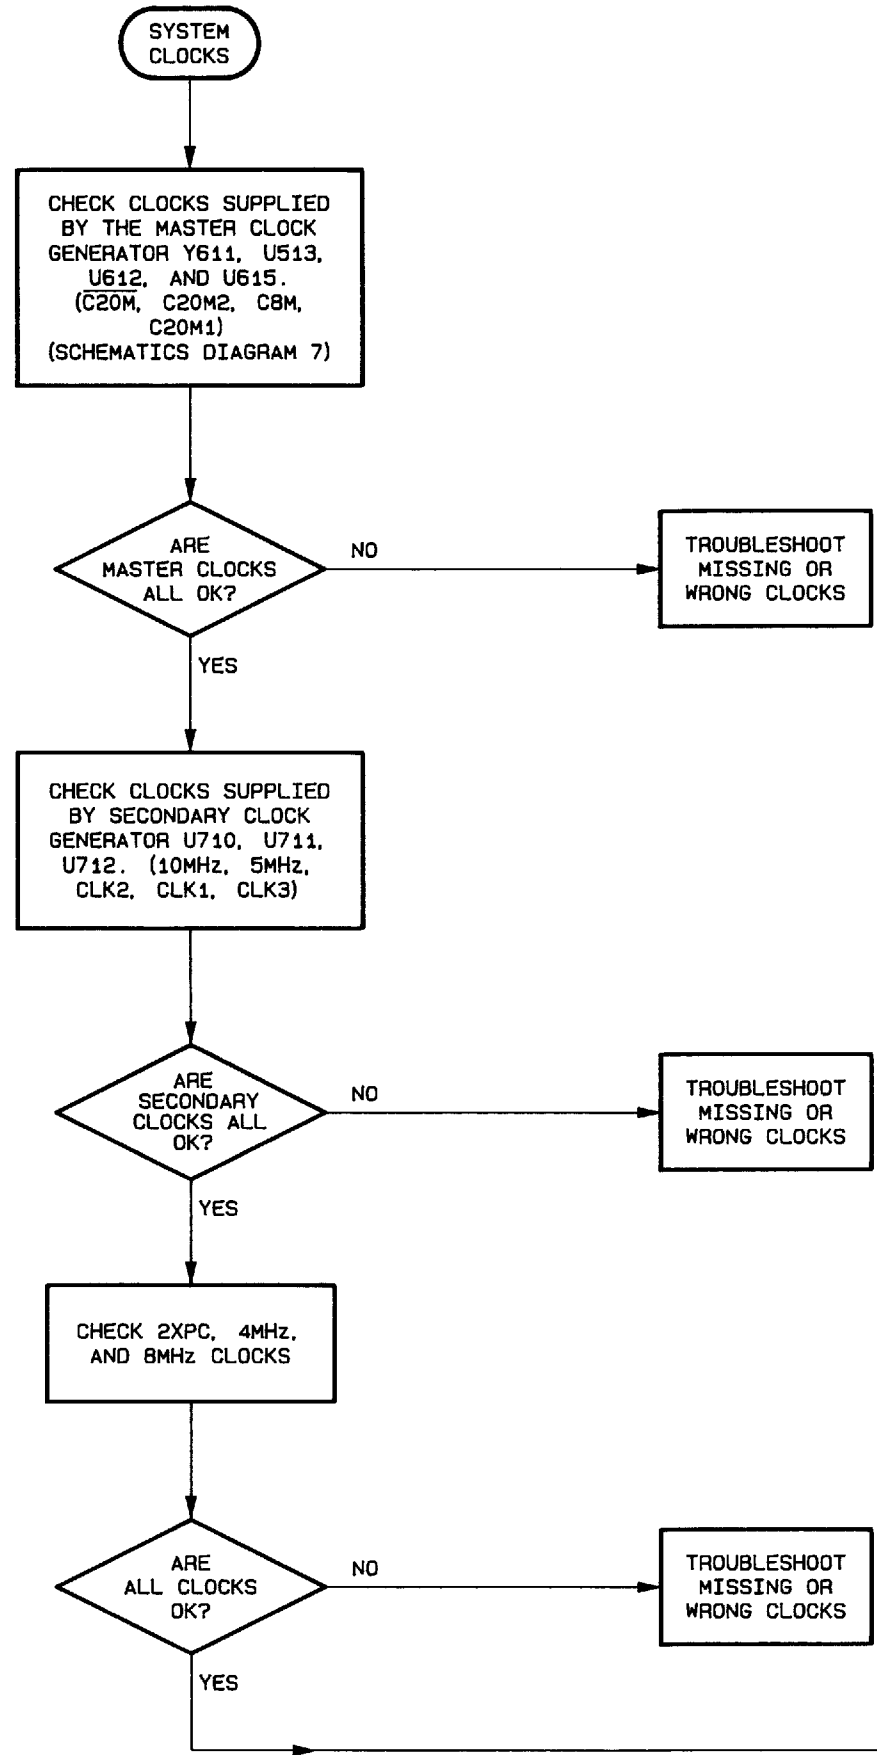 SYSTEM
CLOCKS
CHECK CLOCKS SUPPLIED
BY THE MASTER CLOCK
GENERATOR Y611, U513,
U612, AND U615.
(C̅2̅0̅M̅, C20M2, C8M,
C20M1)
(SCHEMATICS DIAGRAM 7)
ARE
MASTER CLOCKS
ALL OK?
NO
TROUBLESHOOT
MISSING OR
WRONG CLOCKS
YES
CHECK CLOCKS SUPPLIED
BY SECONDARY CLOCK
GENERATOR U710, U711,
U712. (10MHz, 5MHz,
CLK2, CLK1, CLK3)
ARE
SECONDARY
CLOCKS ALL
OK?
NO
TROUBLESHOOT
MISSING OR
WRONG CLOCKS
YES
CHECK 2XPC, 4MHz,
AND 8MHz CLOCKS
ARE
ALL CLOCKS
OK?
NO
TROUBLESHOOT
MISSING OR
WRONG CLOCKS
YES